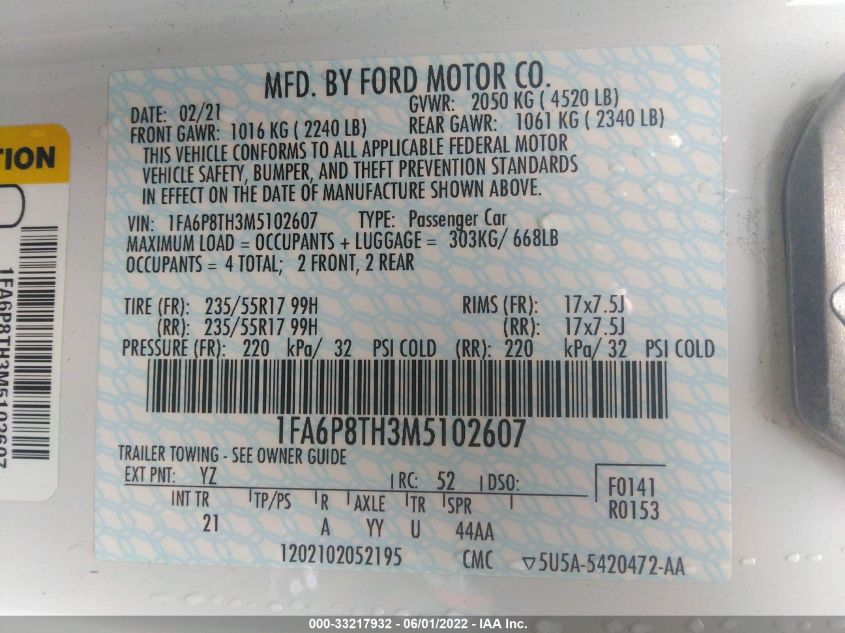 MFD. BY FORD MOTOR CO.
DATE: 02/21 GVWR: 2050 KG ( 4520 LB)
FRONT GAWR: 1016 KG ( 2240 LB) REAR GAWR: 1061 KG ( 2340 LB)
THIS VEHICLE CONFORMS TO ALL APPLICABLE FEDERAL MOTOR
VEHICLE SAFETY, BUMPER, AND THEFT PREVENTION STANDARDS
IN EFFECT ON THE DATE OF MANUFACTURE SHOWN ABOVE.
VIN: 1FA6P8TH3M5102607 TYPE: Passenger Car
MAXIMUM LOAD = OCCUPANTS + LUGGAGE = 303KG/ 668LB
OCCUPANTS = 4 TOTAL; 2 FRONT, 2 REAR
TIRE (FR): 235/55R17 99H RIMS (FR): 17x7.5J
(RR): 235/55R17 99H (RR): 17x7.5J
PRESSURE (FR): 220 kPa/ 32 PSI COLD (RR): 220 kPa/ 32 PSI COLD
1FA6P8TH3M5102607
TRAILER TOWING - SEE OWNER GUIDE
EXT PNT: YZ RC: 52 DSO:
INT TR TP/PS R AXLE TR SPR
21 A YY U 44AA
F0141
R0153
1202102052195 CMC ▽5U5A-5420472-AA
TION
1FA6P8TH3M5102607
000-33217932 - 06/01/2022 - IAA Inc.